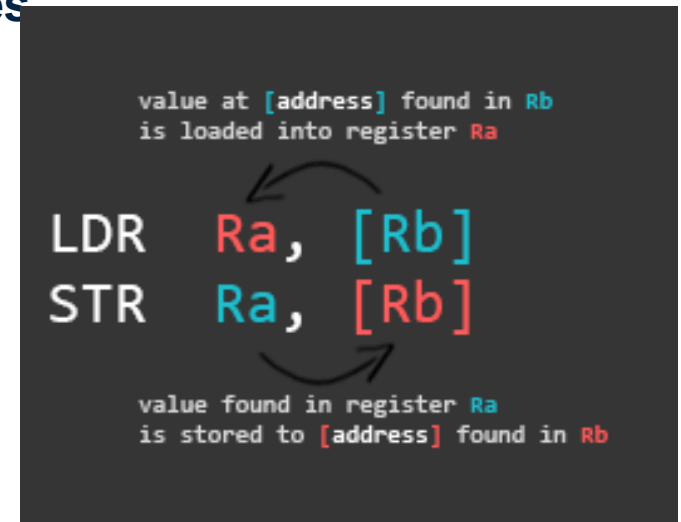 es
value at [address] found in Rb
is loaded into register Ra
LDR Ra, [Rb]
STR Ra, [Rb]
value found in register Ra
is stored to [address] found in Rb